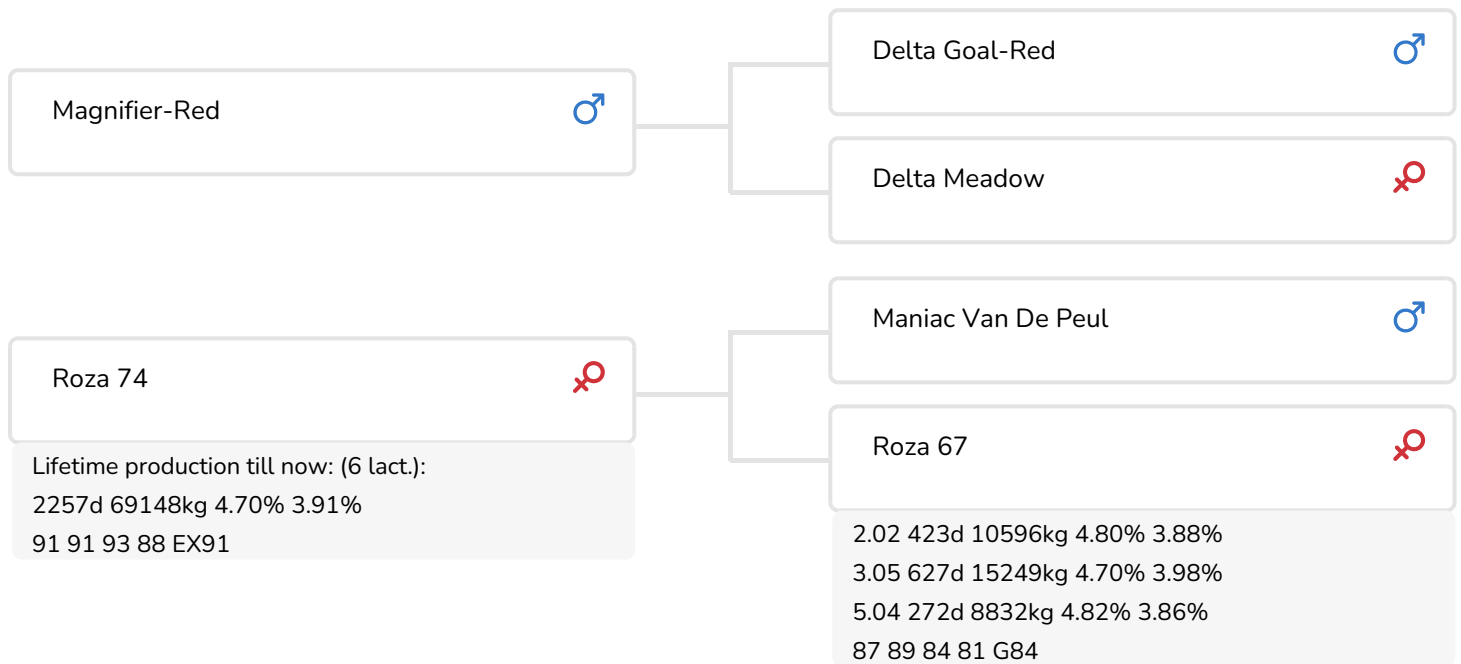 Magnifier-Red
Delta Goal-Red
Delta Meadow
Roza 74
Lifetime production till now: (6 lact.):
2257d 69148kg 4.70% 3.91%
91 91 93 88 EX91
Maniac Van De Peul
Roza 67
2.02 423d 10596kg 4.80% 3.88%
3.05 627d 15249kg 4.70% 3.98%
5.04 272d 8832kg 4.82% 3.86%
87 89 84 81 G84